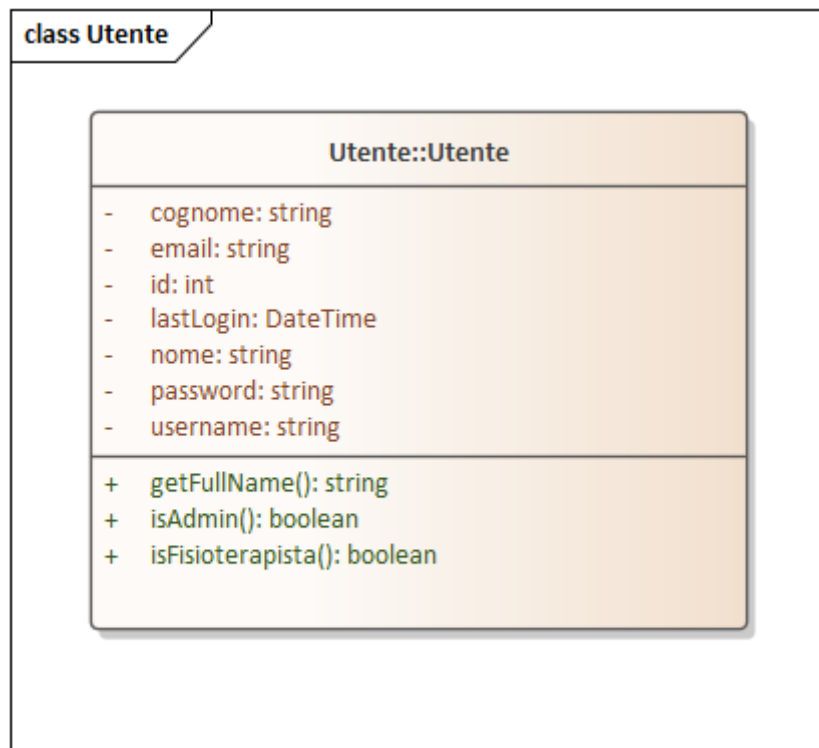 class Utente
Utente::Utente
- cognome: string
- email: string
- id: int
- lastLogin: DateTime
- nome: string
- password: string
- username: string
+ getFullName(): string
+ isAdmin(): boolean
+ isFisioterapista(): boolean